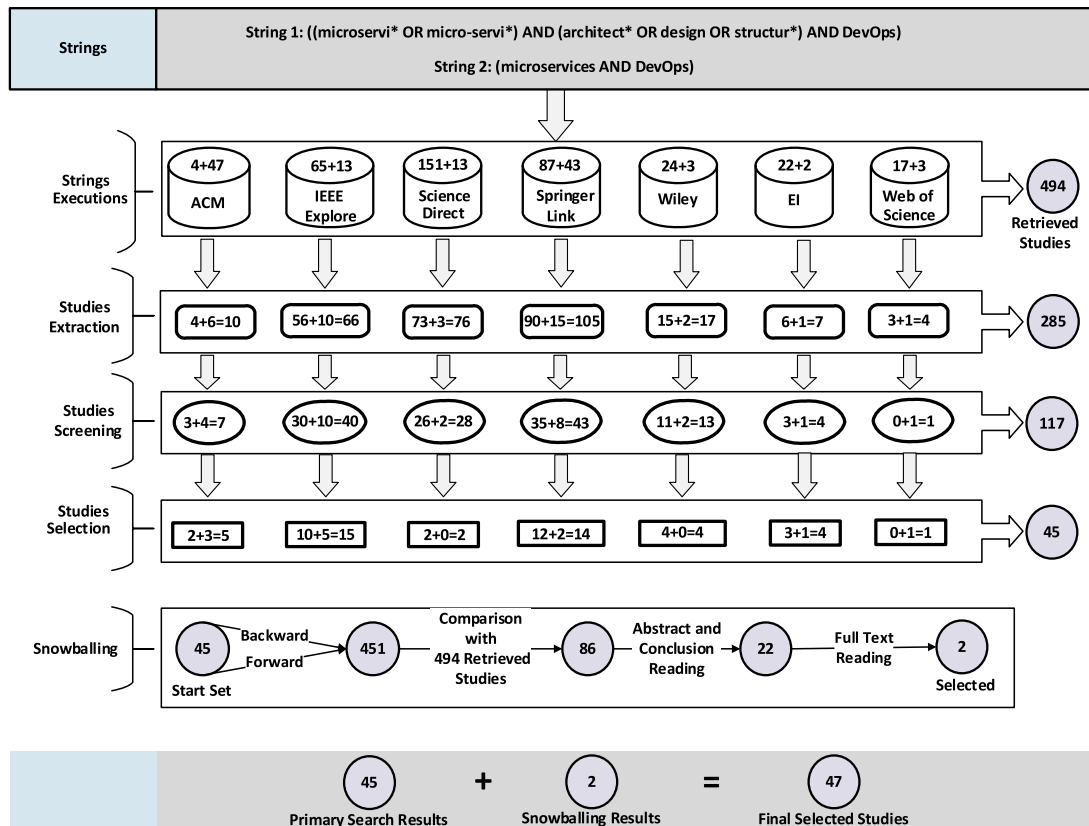 Strings
String 1: ((microservi* OR micro-servi*) AND (architect* OR design OR structur*) AND DevOps)
String 2: (microservices AND DevOps)
Strings
Executions
4+47
ACM
65+13
IEEE
Explore
151+13
Science
Direct
87+43
Springer
Link
24+3
Wiley
22+2
EI
17+3
Web of
Science
494
Retrieved
Studies
Studies
Extraction
4+6=10
56+10=66
73+3=76
90+15=105
15+2=17
6+1=7
3+1=4
285
Studies
Screening
3+4=7
30+10=40
26+2=28
35+8=43
11+2=13
3+1=4
0+1=1
117
Studies
Selection
2+3=5
10+5=15
2+0=2
12+2=14
4+0=4
3+1=4
0+1=1
45
Snowballing
45
Start Set
Backward
Forward
451
Comparison
with
494 Retrieved
Studies
86
Abstract and
Conclusion
Reading
22
Full Text
Reading
2
Selected
45
+
2
=
47
Primary Search Results
Snowballing Results
Final Selected Studies